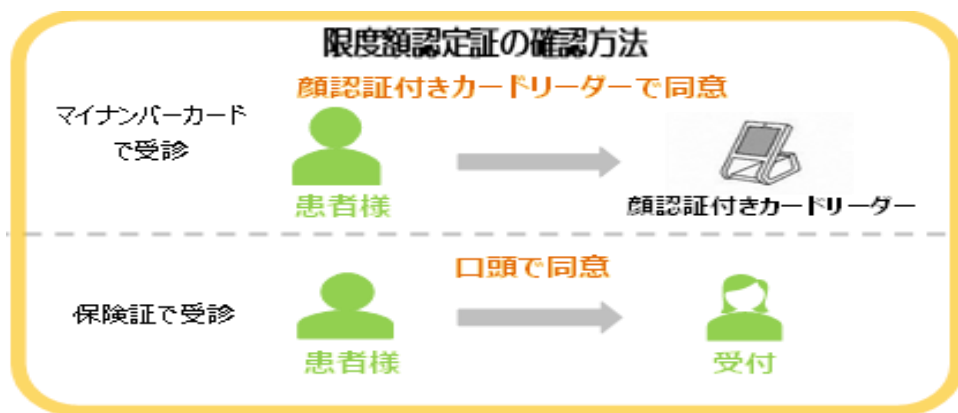 限度額認定証の確認方法
顔認証付きカードリーダーで同意
マイナンバーカード
で受診
患者様
顔認証付きカードリーダー
口頭で同意
保険証で受診
患者様
受付